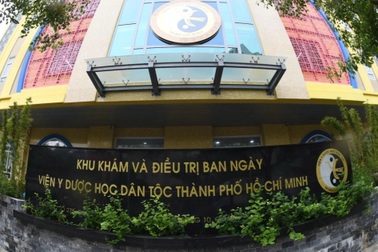 KHU KHÁM VÀ ĐIỀU TRỊ BAN NGÀY
VIỆN Y DƯỢC HỌC DÂN TỘC THÀNH PHỐ HỒ CHÍ MINH